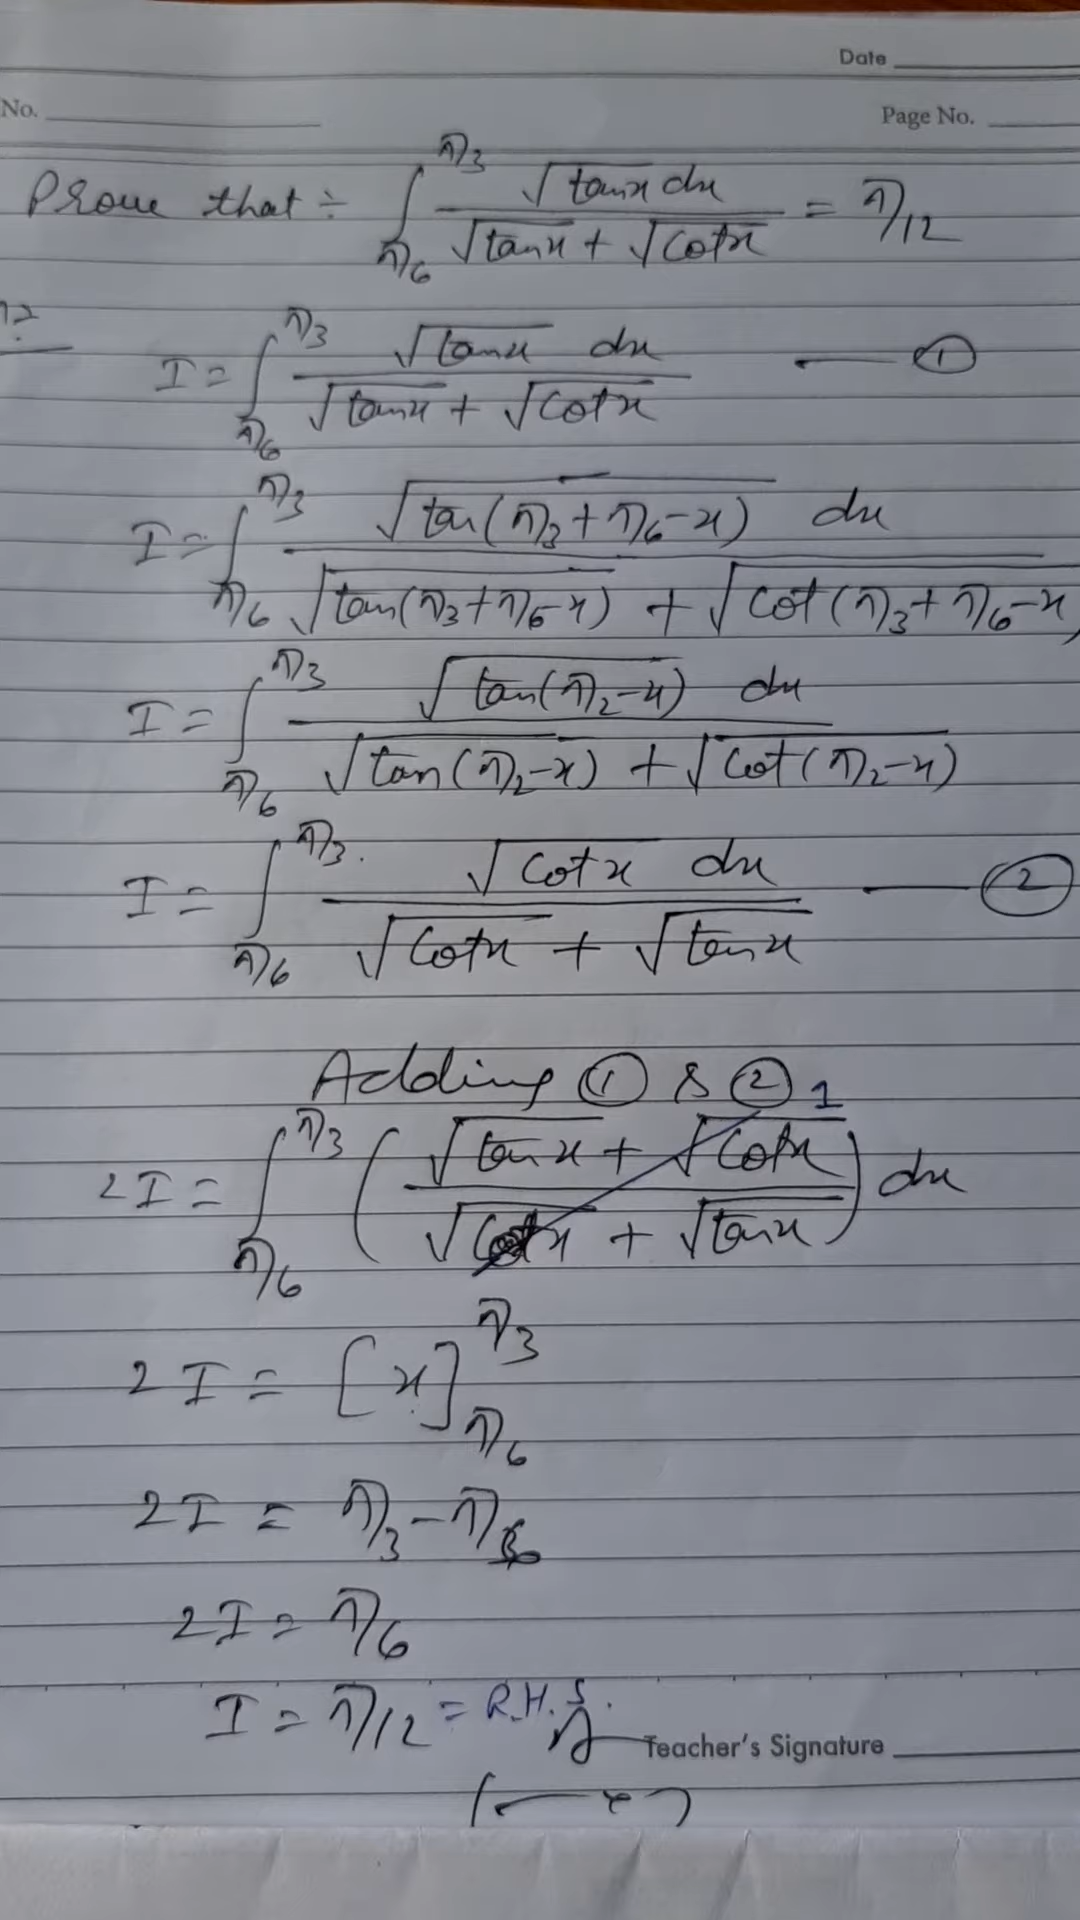 Date
No.
Page No.
Prove that ÷ ∫_{π/6}^{π/3} √tanx dx / (√tanx + √cotx) = π/12
I = ∫_{π/6}^{π/3} √tanx dx / (√tanx + √cotx) — ①
I = ∫_{π/6}^{π/3} √tan(π/3+π/6-x) dx / (√tan(π/3+π/6-x) + √cot(π/3+π/6-x)
I = ∫_{π/6}^{π/3} √tan(π/2-x) dx / (√tan(π/2-x) + √cot(π/2-x))
I = ∫_{π/6}^{π/3} √cotx dx / (√cotx + √tanx) — ②
Adding ① & ②
1
2I = ∫_{π/6}^{π/3} ( (√tanx + √cotx) / (√cotx + √tanx) ) dx
2I = [x]_{π/6}^{π/3}
2I = π/3 - π/6
2I = π/6
I = π/12 = R.H.S.
Teacher's Signature